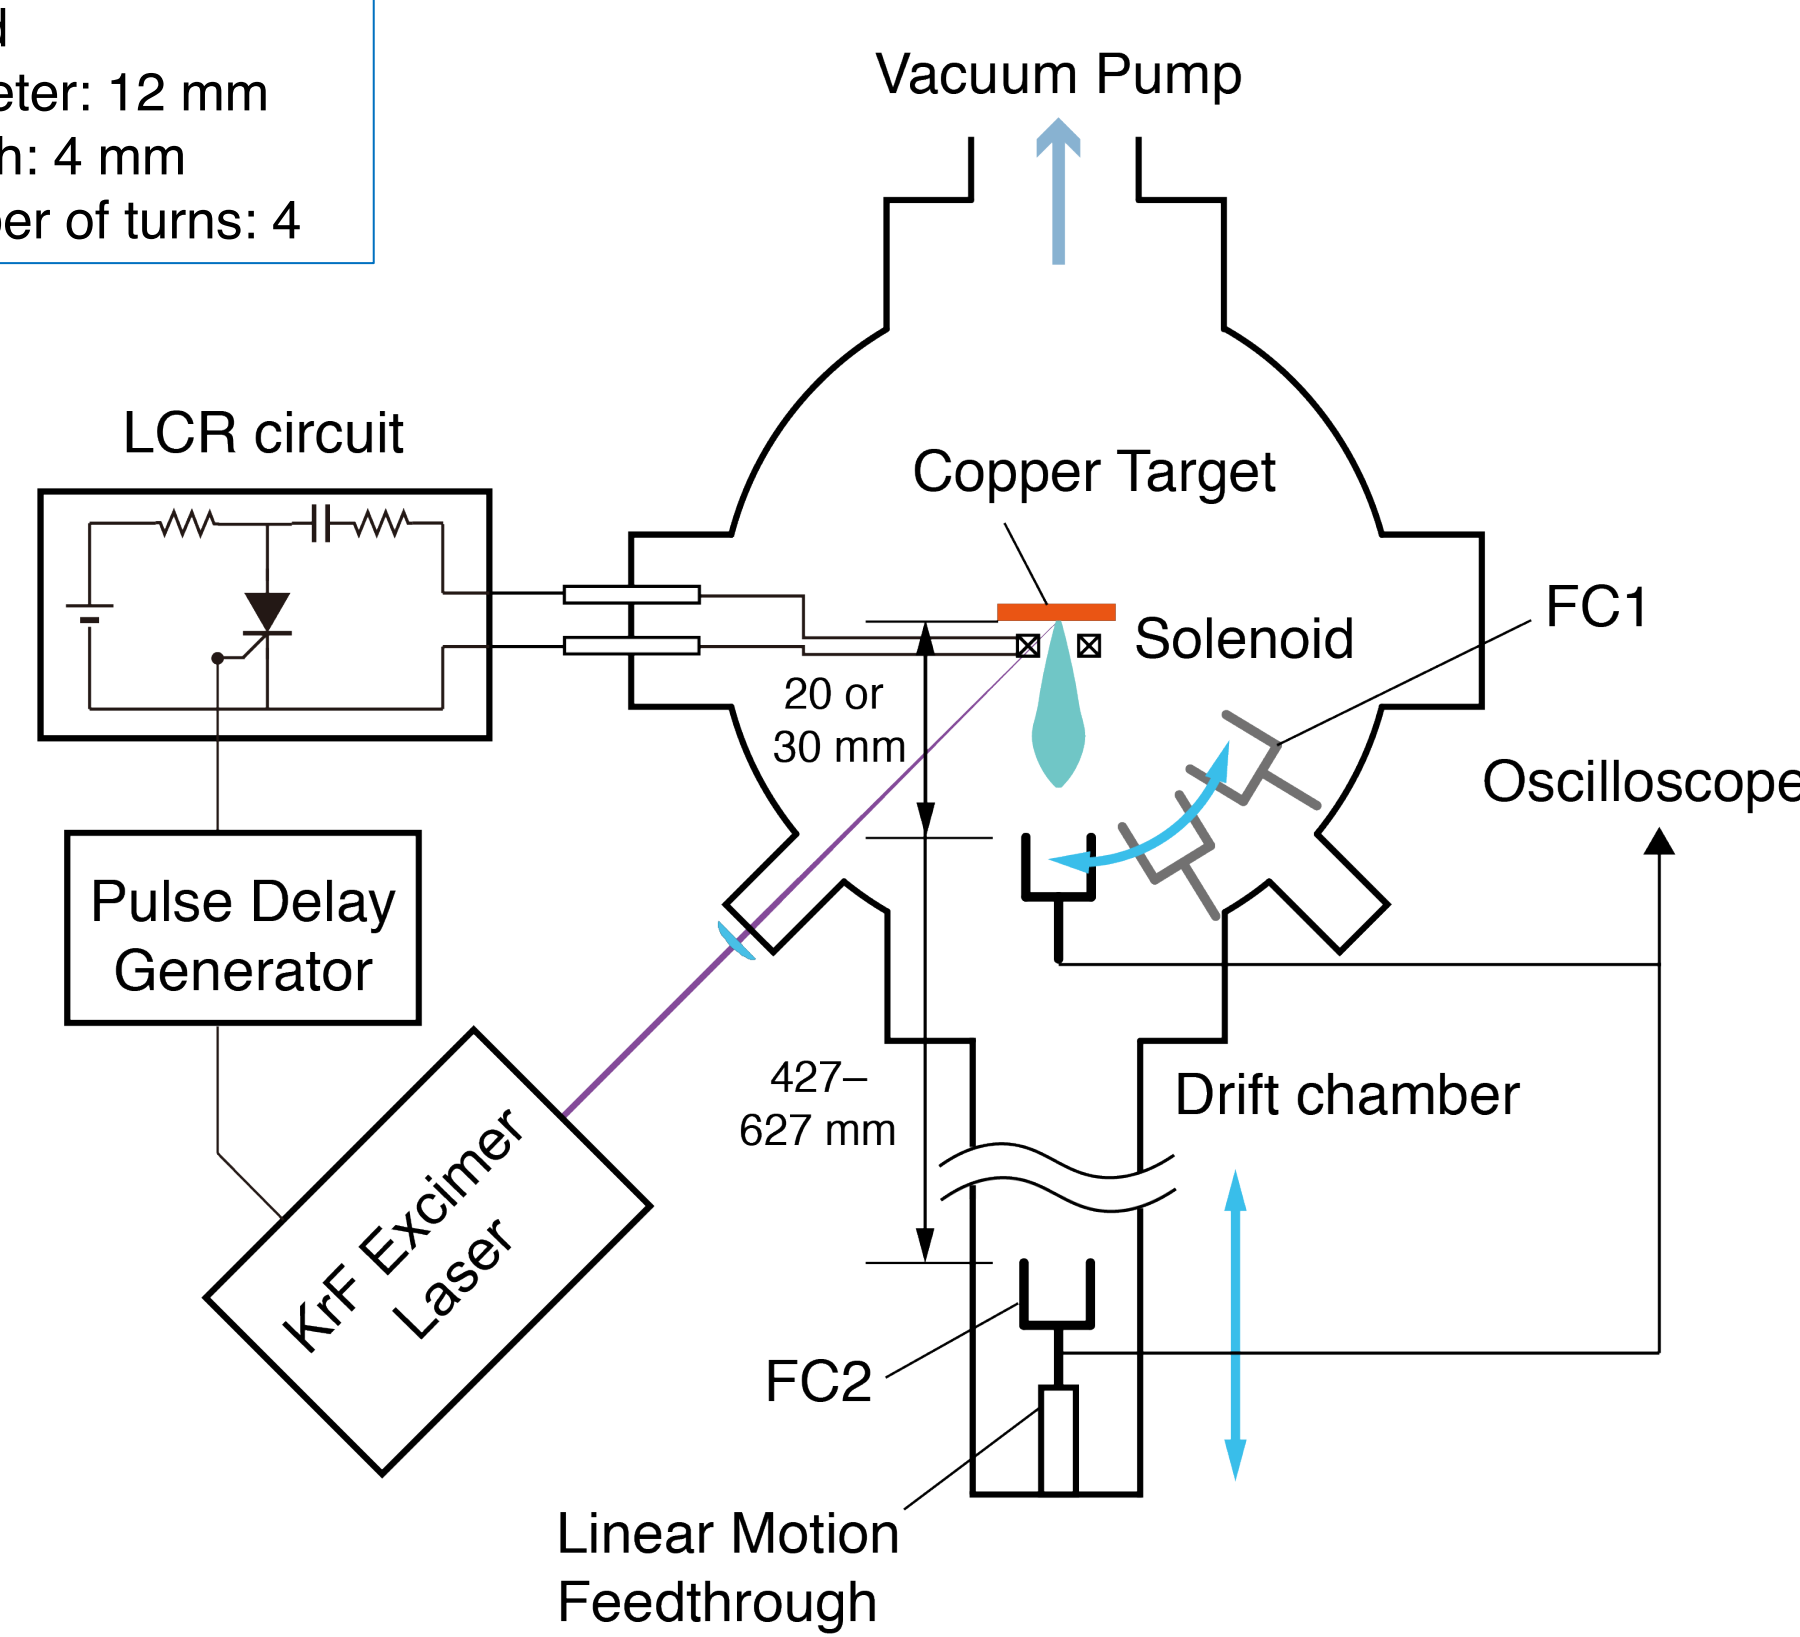 eter: 12 mm
h: 4 mm
er of turns: 4
Vacuum Pump
LCR circuit
Copper Target
FC1
Solenoid
20 or
30 mm
Oscilloscope
Pulse Delay
Generator
427–
627 mm
Drift chamber
KrF Excimer
Laser
FC2
Linear Motion
Feedthrough